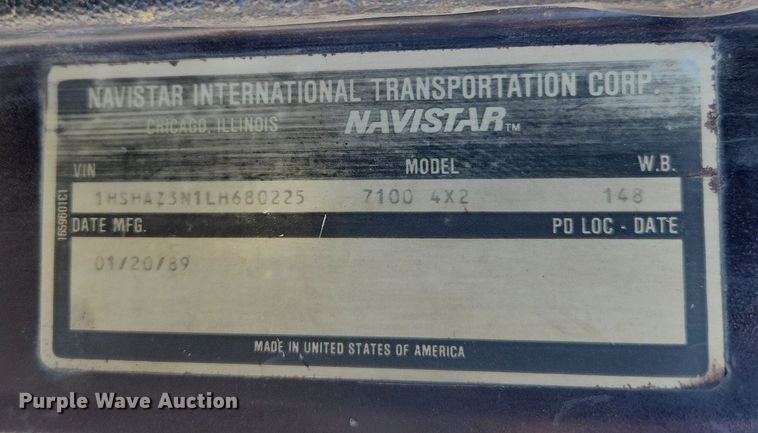 NAVISTAR INTERNATIONAL TRANSPORTATION CORP.
CHICAGO, ILLINOIS NAVISTAR™
VIN MODEL W.B.
1HSHAZ3N1LH680225 7100 4X2 148
DATE MFG. PD LOC - DATE
01/20/89
MADE IN UNITED STATES OF AMERICA
1659601C1
Purple Wave Auction